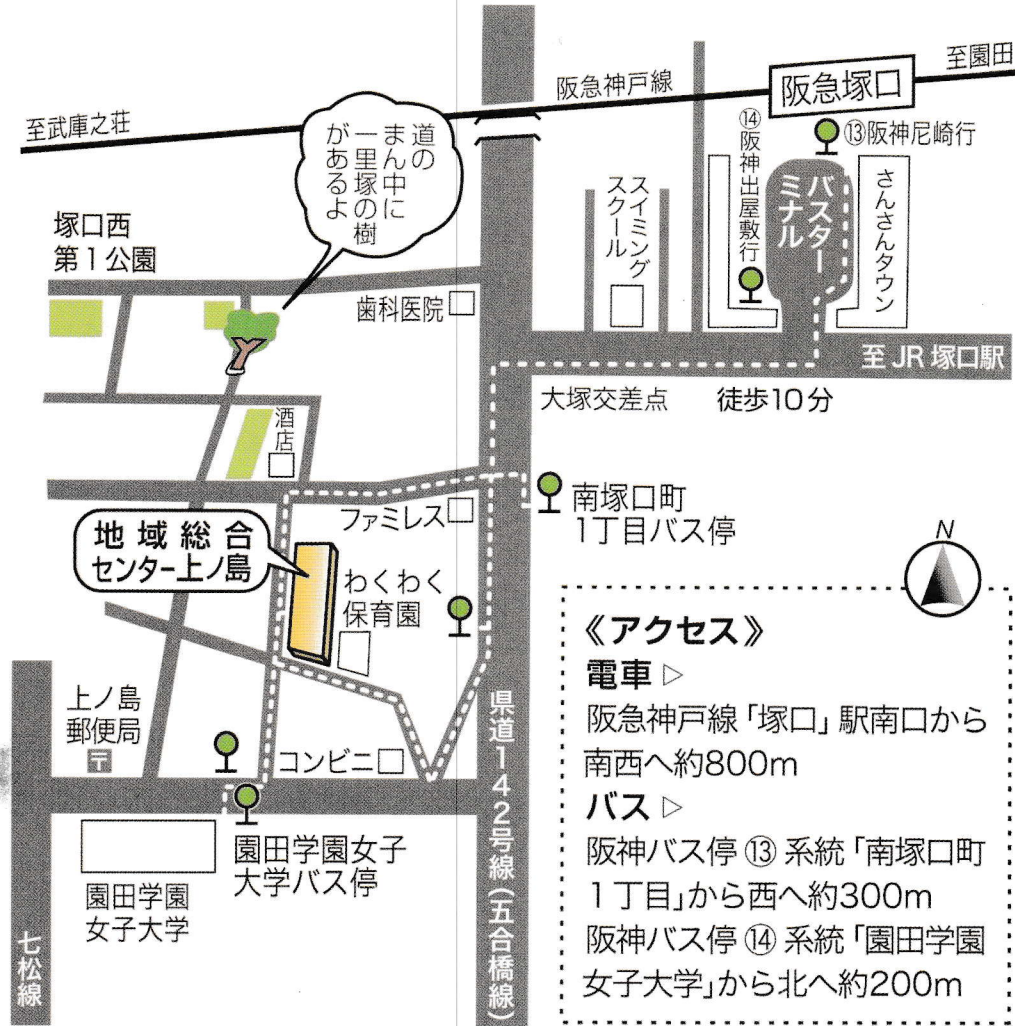 至園田
阪急塚口
阪急神戸線
至武庫之荘
道の
まん中に
一里塚の樹
があるよ
⑬阪神尼崎行
⑭阪神出屋敷行
バスター
ミナル
さんさんタウン
スイミング
スクール
塚口西
第1公園
歯科医院
至JR塚口駅
大塚交差点
徒歩10分
酒店
南塚口町
1丁目バス停
ファミレス
地域総合
センター上ノ島
わくわく
保育園
N
上ノ島
郵便局
〒
コンビニ
県道142号線(五合橋線)
園田学園女子
大学バス停
園田学園
女子大学
七松線
《アクセス》
電車 ▷
阪急神戸線「塚口」駅南口から
南西へ約800m
バス ▷
阪神バス停 ⑬ 系統「南塚口町
1丁目」から西へ約300m
阪神バス停 ⑭ 系統「園田学園
女子大学」から北へ約200m